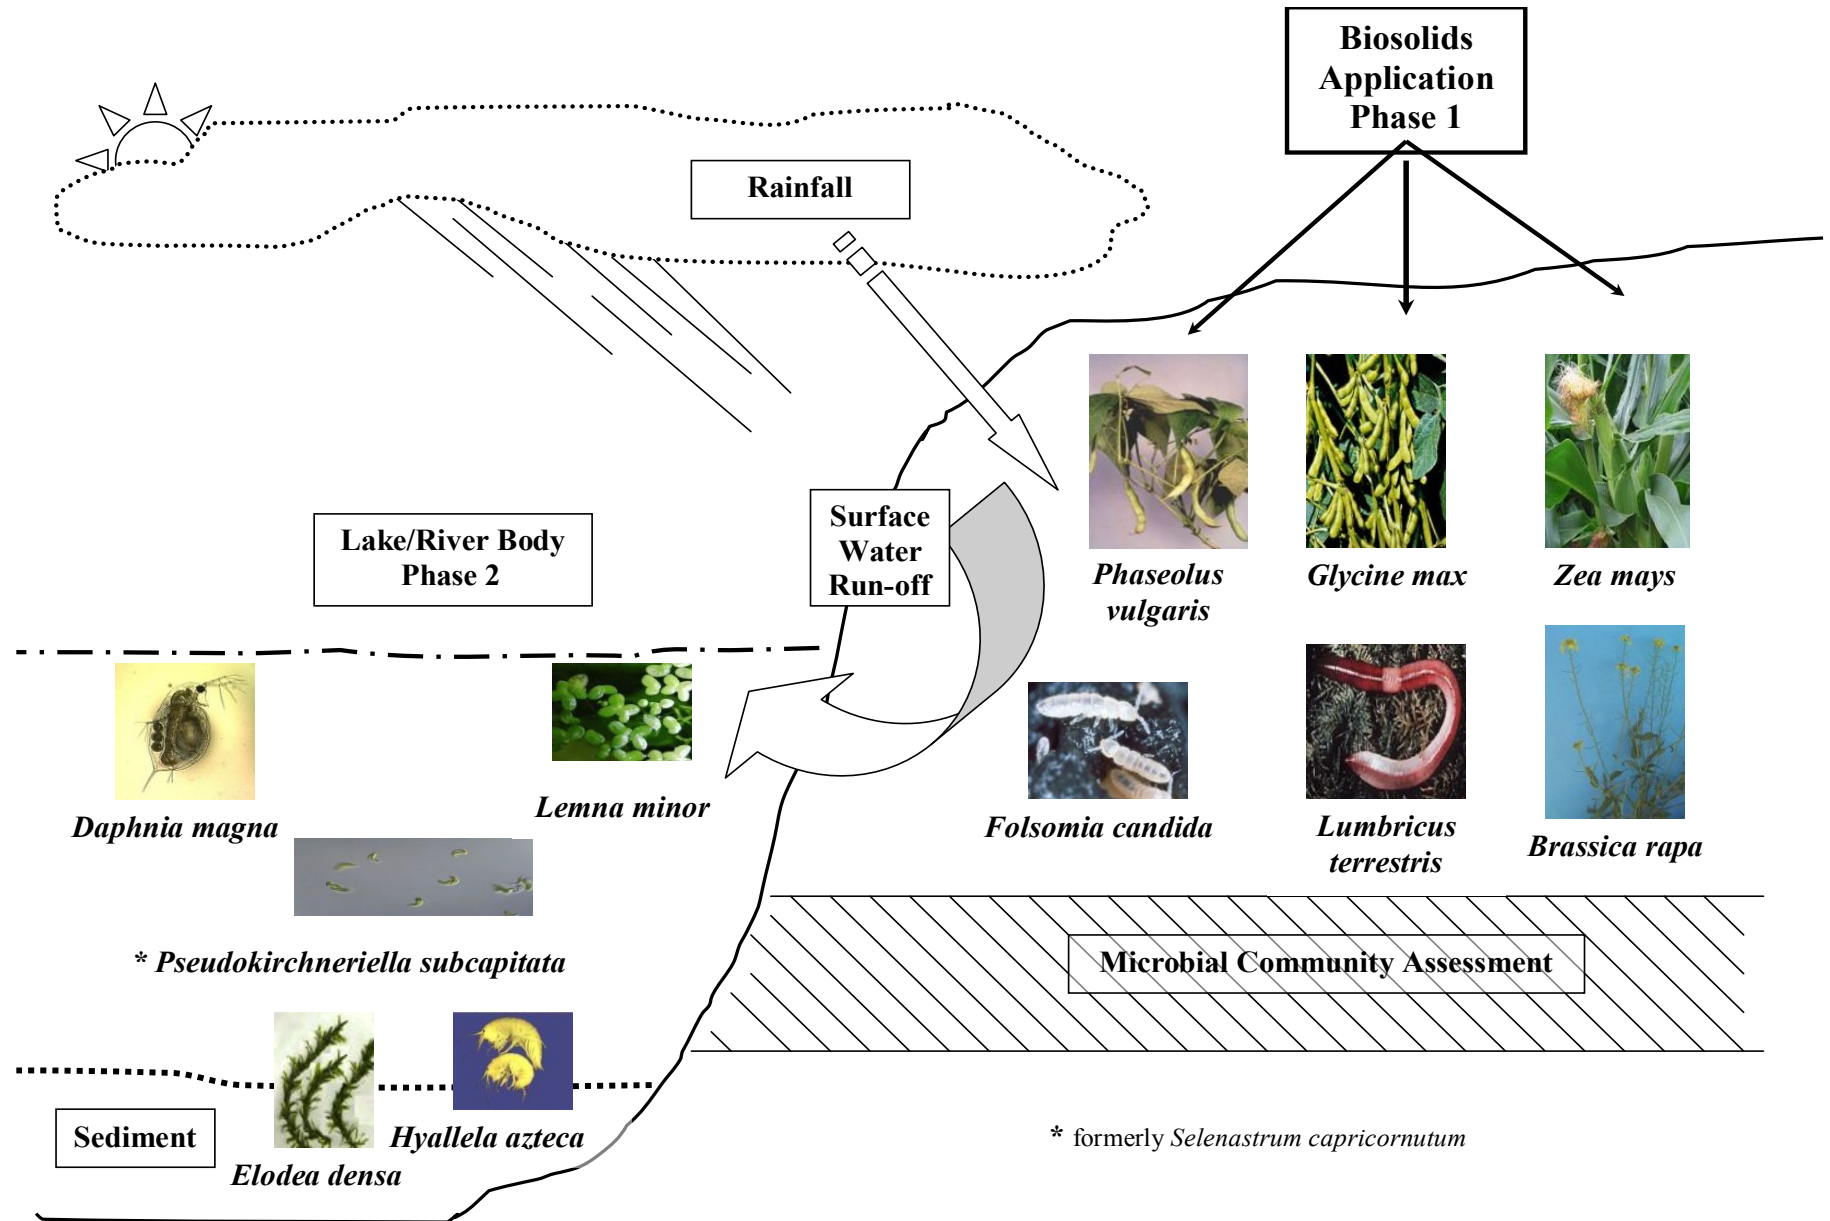 Biosolids
Application
Phase 1
Rainfall
Surface
Water
Run-off
Lake/River Body
Phase 2
Phaseolus
vulgaris
Glycine max
Zea mays
Daphnia magna
Lemna minor
Folsomia candida
Lumbricus
terrestris
Brassica rapa
* Pseudokirchneriella subcapitata
Microbial Community Assessment
Sediment
Elodea densa
Hyallela azteca
* formerly Selenastrum capricornutum